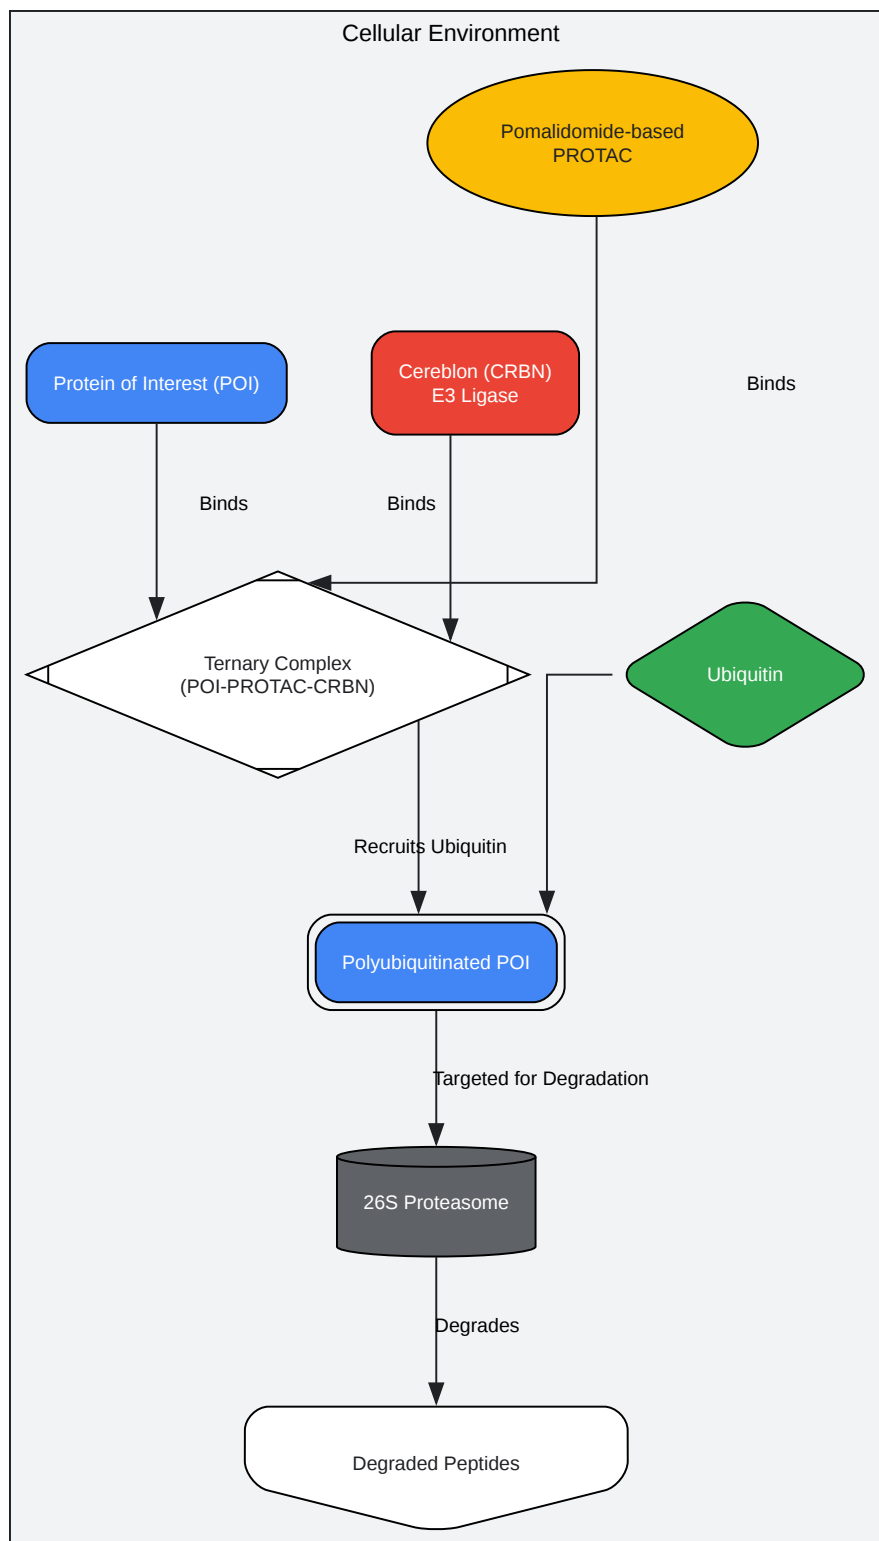 Cellular Environment
Pomalidomide-based
PROTAC
Protein of Interest (POI)
Cereblon (CRBN)
E3 Ligase
Binds
Binds
Binds
Ternary Complex
(POI-PROTAC-CRBN)
Ubiquitin
Recruits Ubiquitin
Polyubiquitinated POI
Targeted for Degradation
26S Proteasome
Degrades
Degraded Peptides